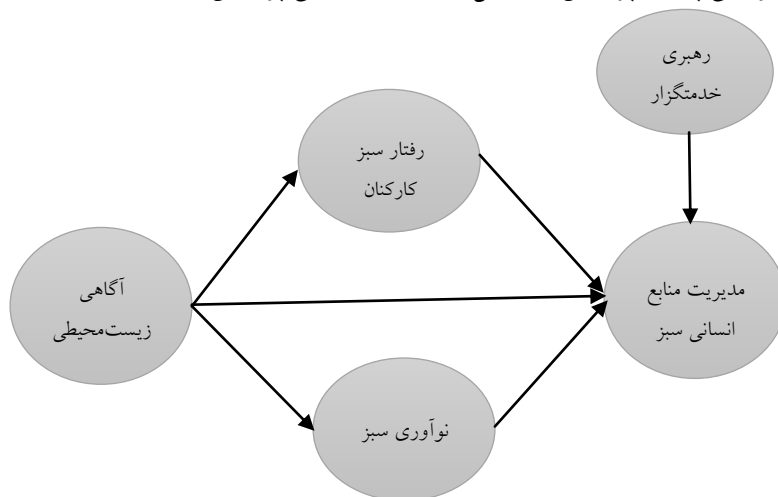 رهبری
خدمتگزار
رفتار سبز
کارکنان
آگاهی
زیست‌محیطی
مدیریت منابع
انسانی سبز
نوآوری سبز